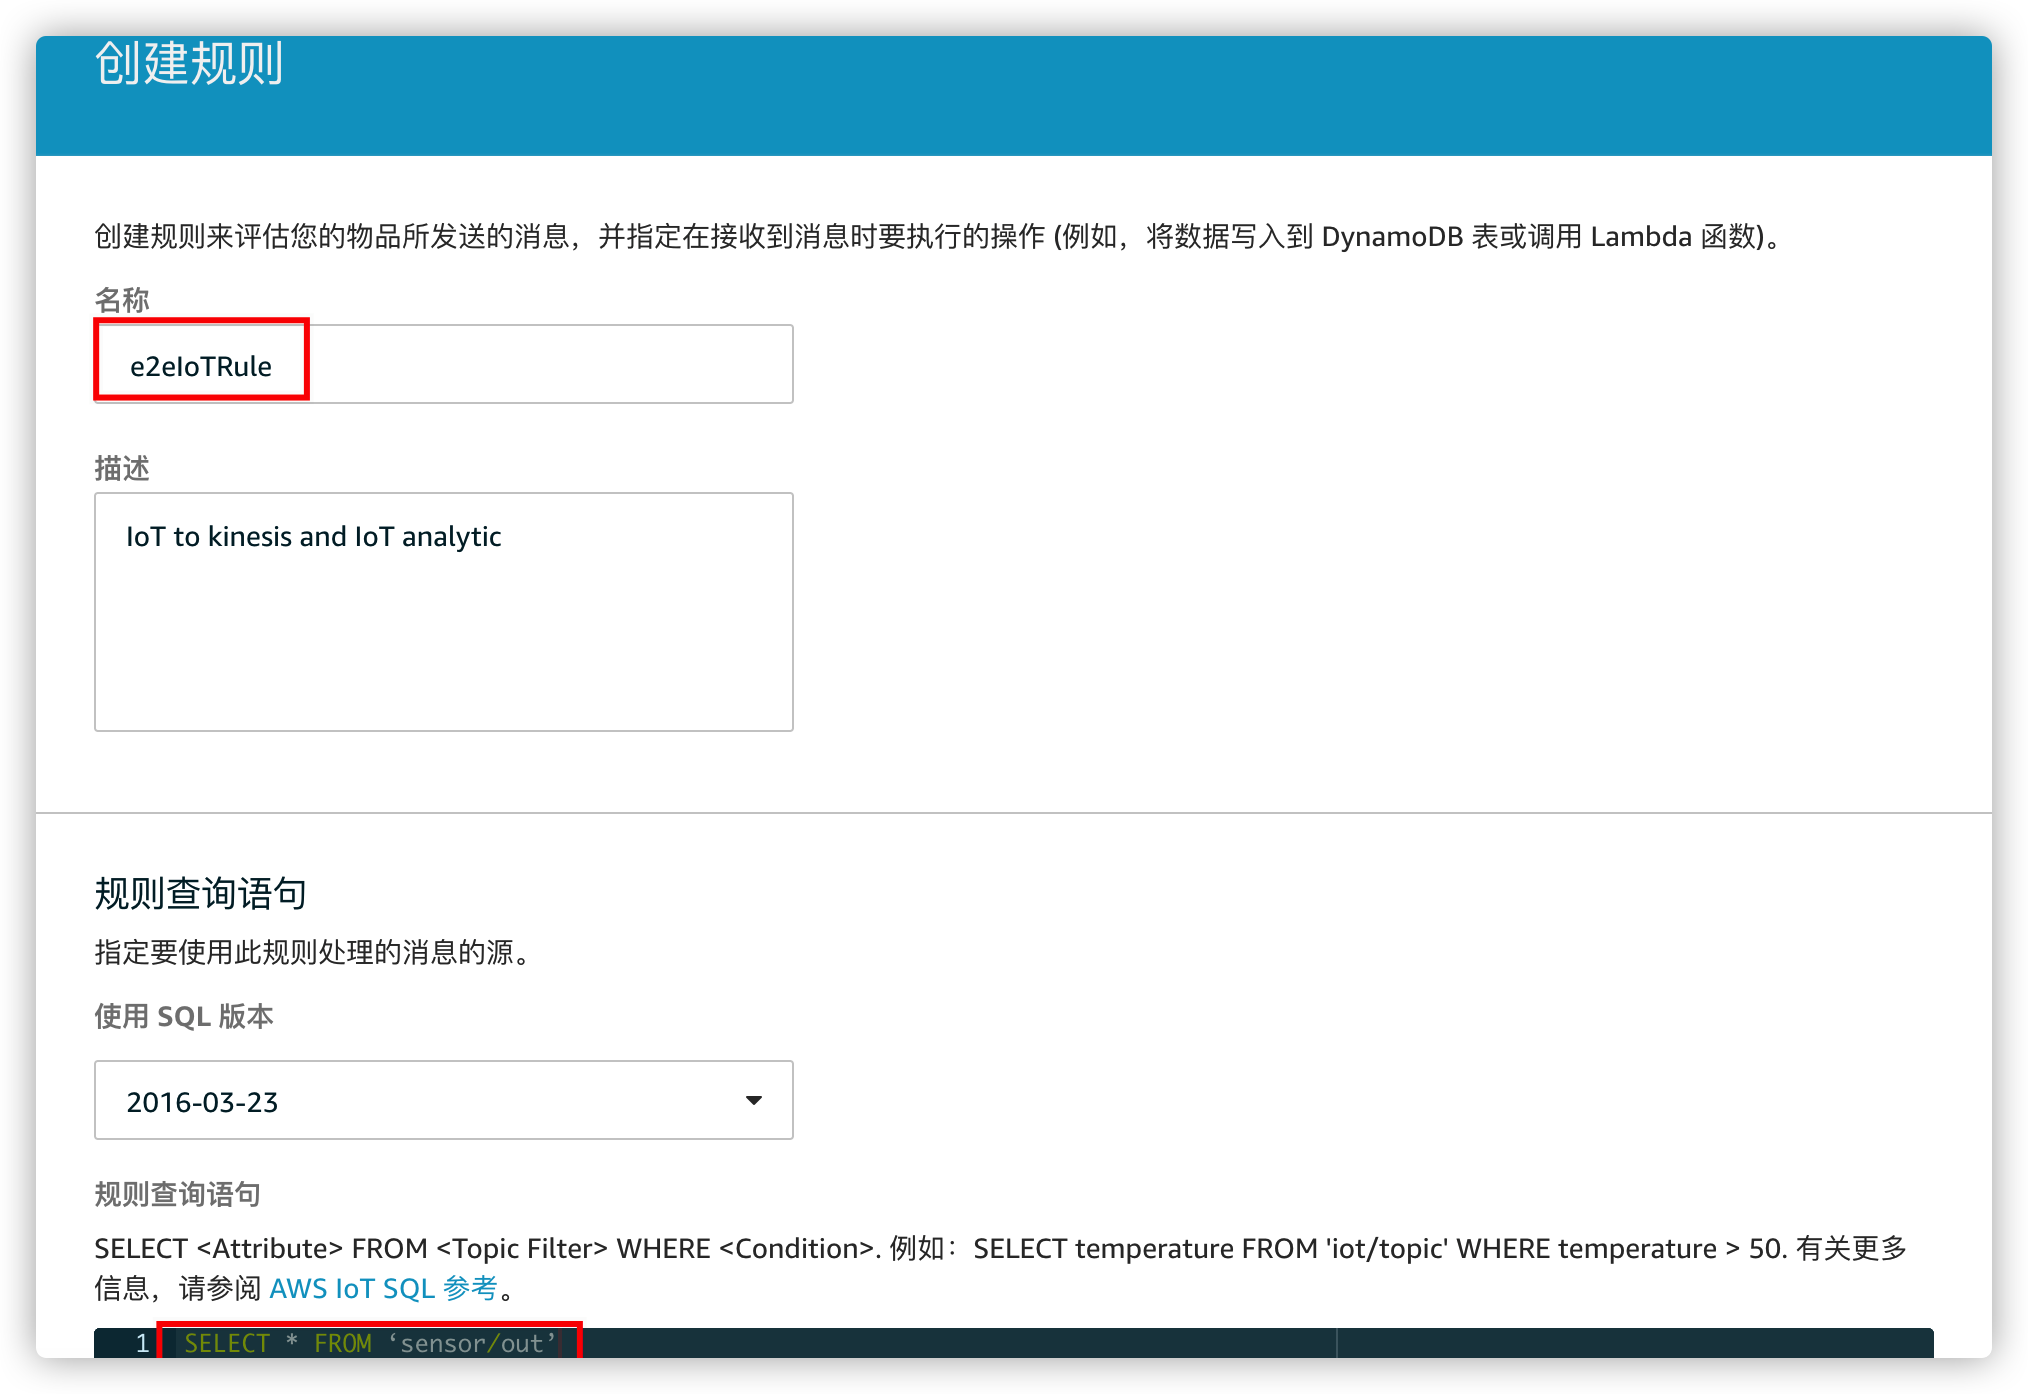 创建规则
创建规则来评估您的物品所发送的消息，并指定在接收到消息时要执行的操作 (例如，将数据写入到 DynamoDB 表或调用 Lambda 函数)。
名称
e2eIoTRule
描述
IoT to kinesis and IoT analytic
规则查询语句
指定要使用此规则处理的消息的源。
使用 SQL 版本
2016-03-23
规则查询语句
SELECT <Attribute> FROM <Topic Filter> WHERE <Condition>. 例如：SELECT temperature FROM 'iot/topic' WHERE temperature > 50. 有关更多
信息，请参阅 AWS IoT SQL 参考。
1 SELECT * FROM ‘sensor/out’